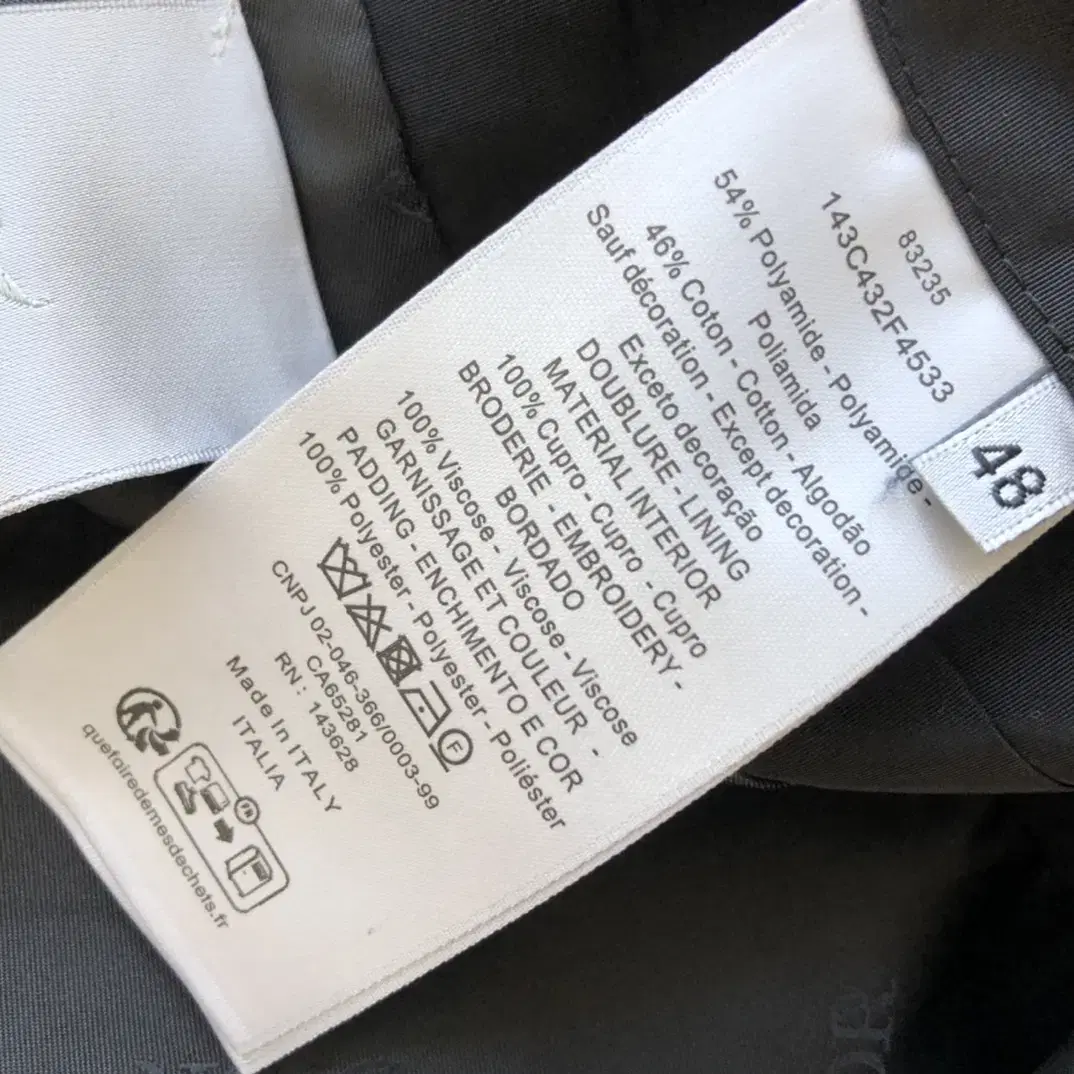 83235
143C432F4533
54% Polyamide - Polyamide -
Poliamida
46% Coton - Cotton - Algodão
Sauf décoration - Except decoration -
Exceto decoração
DOUBLURE - LINING
MATERIAL INTERIOR
100% Cupro - Cupro - Cupro
BRODERIE - EMBROIDERY -
BORDADO
100% Viscose - Viscose - Viscose
GARNISSAGE ET COULEUR -
PADDING - ENCHIMENTO E COR
100% Polyester - Polyester - Poliéster
F
CNPJ 02-046-366/0003-99
CA65281
RN : 143628
Made In ITALY
ITALIA
FR
quefairedemesdechets.fr
48